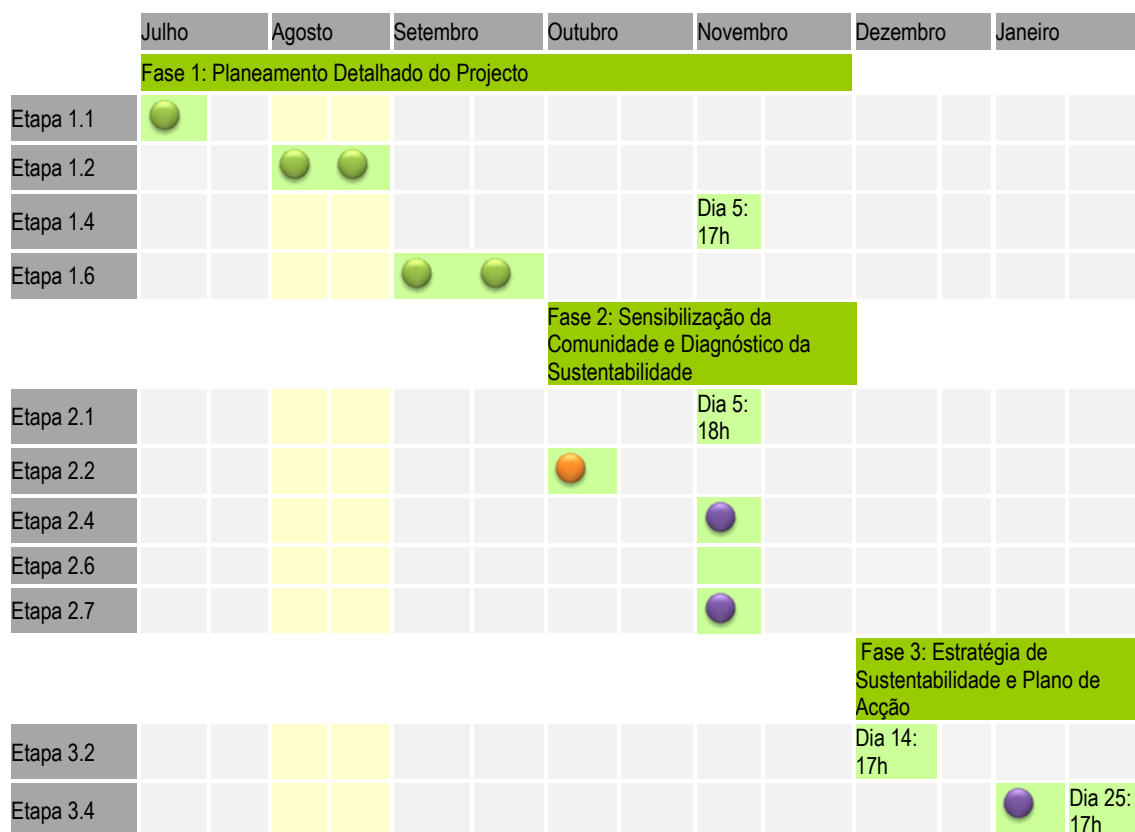 Julho Agosto Setembro Outubro Novembro Dezembro Janeiro
Fase 1: Planeamento Detalhado do Projecto
Etapa 1.1
Etapa 1.2
Etapa 1.4
Dia 5:
17h
Etapa 1.6
Fase 2: Sensibilização da
Comunidade e Diagnóstico da
Sustentabilidade
Etapa 2.1
Dia 5:
18h
Etapa 2.2
Etapa 2.4
Etapa 2.6
Etapa 2.7
Fase 3: Estratégia de
Sustentabilidade e Plano de
Acção
Etapa 3.2
Dia 14:
17h
Etapa 3.4
Dia 25:
17h